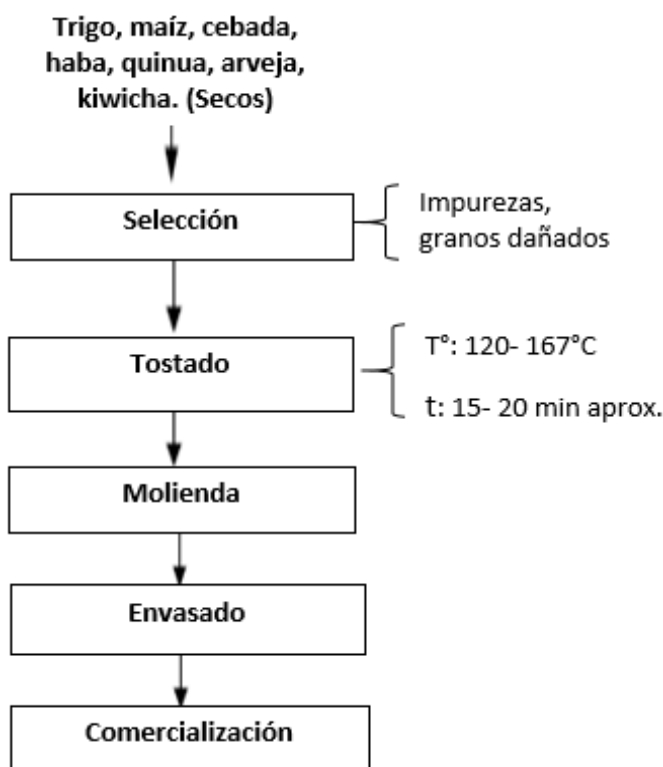 Trigo, maíz, cebada,
haba, quinua, arveja,
kiwicha. (Secos)
Selección
Impurezas,
granos dañados
Tostado
T°: 120- 167°C
t: 15- 20 min aprox.
Molienda
Envasado
Comercialización